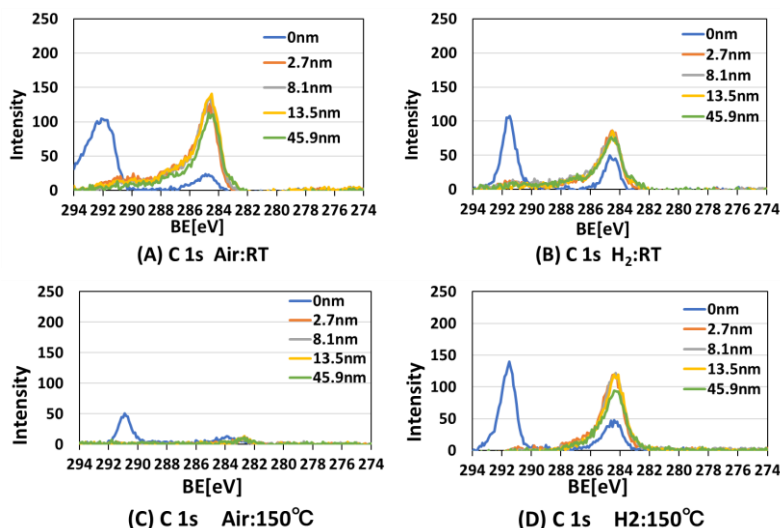 250
200
150
100
50
0
Intensity
0nm
2.7nm
8.1nm
13.5nm
45.9nm
294 292 290 288 286 284 282 280 278 276 274
BE[eV]
(A) C 1s Air:RT
250
200
150
100
50
0
Intensity
0nm
2.7nm
8.1nm
13.5nm
45.9nm
294 292 290 288 286 284 282 280 278 276 274
BE[eV]
(B) C 1s H₂:RT
250
200
150
100
50
0
Intensity
0nm
2.7nm
8.1nm
13.5nm
45.9nm
294 292 290 288 286 284 282 280 278 276 274
BE[eV]
(C) C 1s Air:150℃
250
200
150
100
50
0
Intensity
0nm
2.7nm
8.1nm
13.5nm
45.9nm
294 292 290 288 286 284 282 280 278 276 274
BE[eV]
(D) C 1s H2:150℃